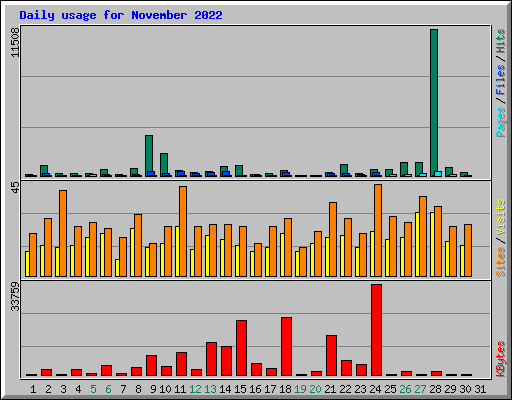 Daily usage for November 2022
11508
Pages / Files / Hits
45
Sites / Visits
33759
KBytes
1 2 3 4 5 6 7 8 9 10 11 12 13 14 15 16 17 18 19 20 21 22 23 24 25 26 27 28 29 30 31